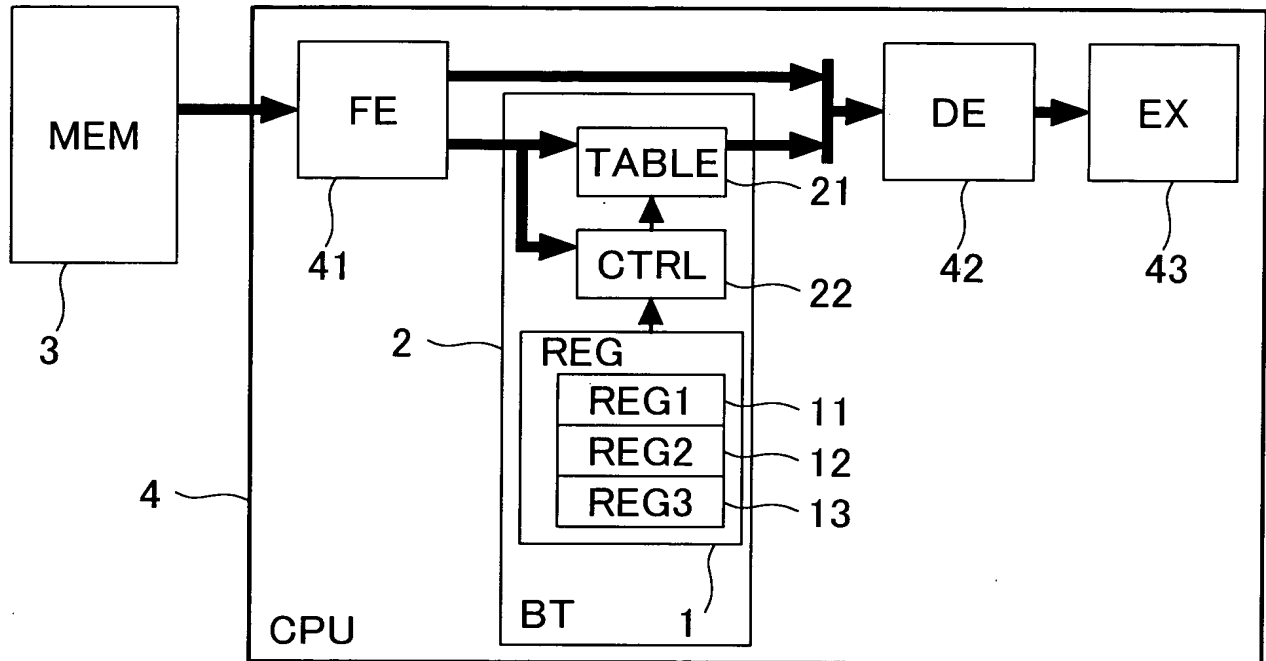 MEM
FE
DE
EX
TABLE
21
41
42
43
CTRL
22
3
2
REG
REG1
11
REG2
12
4
REG3
13
BT
1
CPU